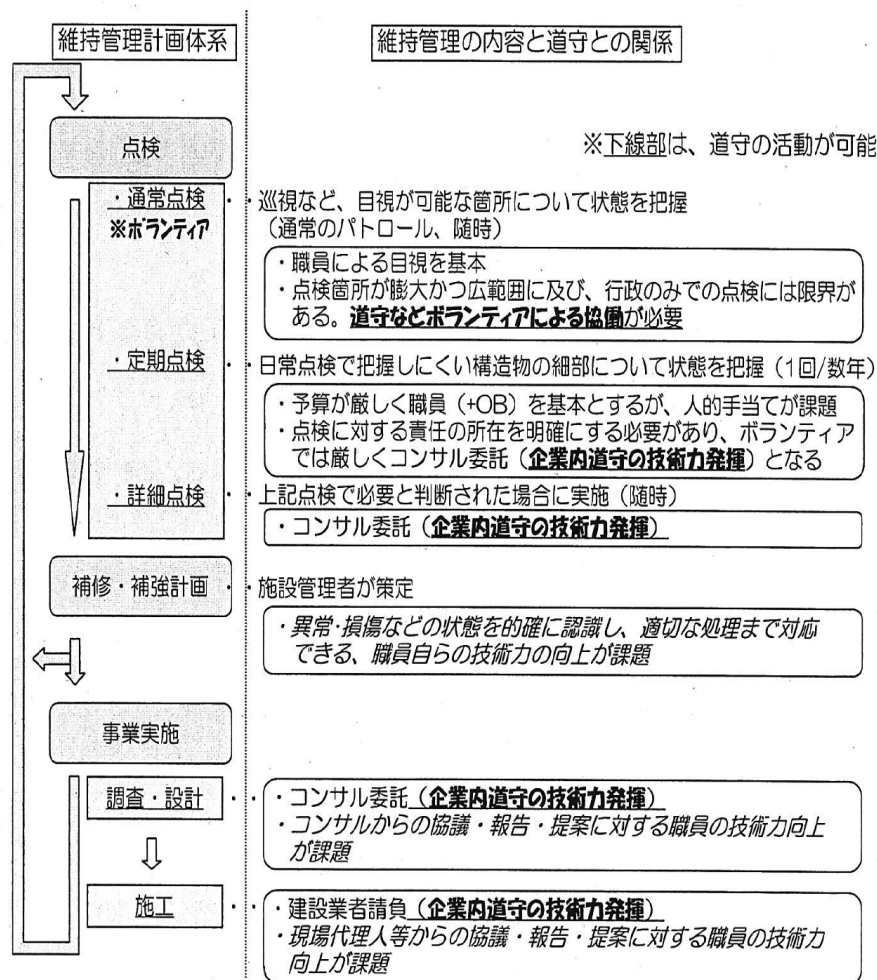 維持管理計画体系
維持管理の内容と道守との関係
点検
※下線部は、道守の活動が可能
・通常点検
※ボランティア
・・巡視など、目視が可能な箇所について状態を把握
（通常のパトロール、随時）
・職員による目視を基本
・点検箇所が膨大かつ広範囲に及び、行政のみでの点検には限界が
ある。道守などボランティアによる協働が必要
・定期点検
・・日常点検で把握しにくい構造物の細部について状態を把握（1回/数年）
・予算が厳しく職員（+OB）を基本とするが、人的手当てが課題
・点検に対する責任の所在を明確にする必要があり、ボランティア
では厳しくコンサル委託（企業内道守の技術力発揮）となる
・詳細点検
・・上記点検で必要と判断された場合に実施（随時）
・コンサル委託（企業内道守の技術力発揮）
補修・補強計画
・・施設管理者が策定
・異常・損傷などの状態を的確に認識し、適切な処理まで対応
できる、職員自らの技術力の向上が課題
事業実施
調査・設計
・・・コンサル委託（企業内道守の技術力発揮）
・コンサルからの協議・報告・提案に対する職員の技術力向上
が課題
施工
・・・建設業者請負（企業内道守の技術力発揮）
・現場代理人等からの協議・報告・提案に対する職員の技術力
向上が課題